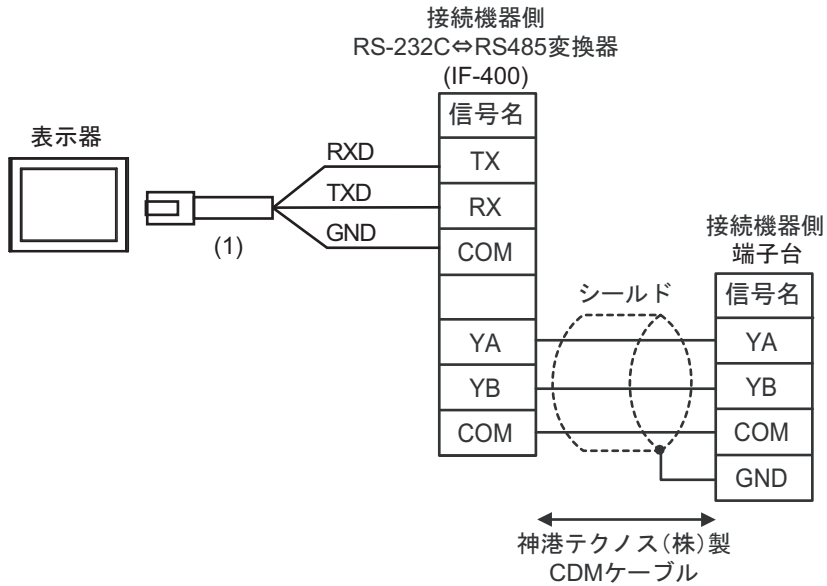 接続機器側
RS-232C⇔RS485変換器
(IF-400)
信号名
表示器
RXD
TX
TXD
RX
(1)
GND
COM
接続機器側
端子台
シールド
信号名
YA
YA
YB
YB
COM
COM
GND
神港テクノス(株)製
CDMケーブル